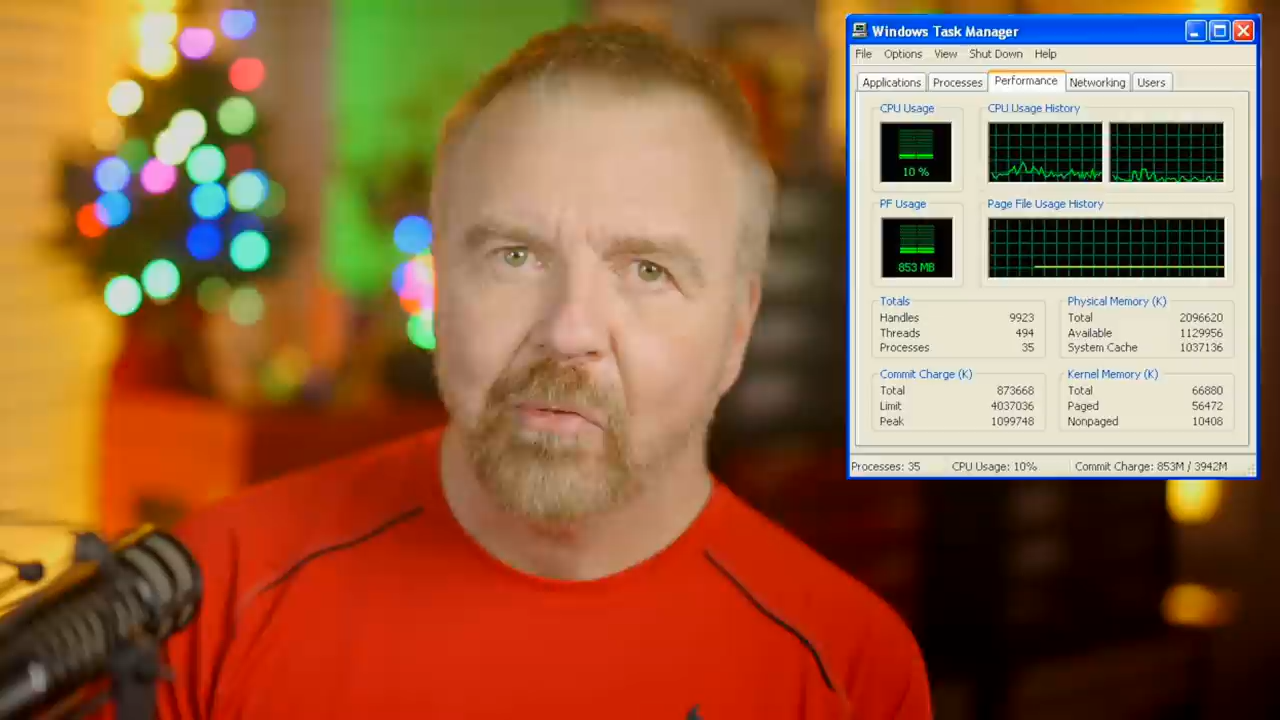 Windows Task Manager
File Options View Shut Down Help
Applications Processes Performance Networking Users
CPU Usage CPU Usage History
10 %
PF Usage Page File Usage History
853 MB
Totals Physical Memory (K)
Handles 9923 Total 2096620
Threads 494 Available 1129956
Processes 35 System Cache 1037136
Commit Charge (K) Kernel Memory (K)
Total 873668 Total 66880
Limit 4037036 Paged 56472
Peak 1099748 Nonpaged 10408
Processes: 35 CPU Usage: 10% Commit Charge: 853M / 3942M